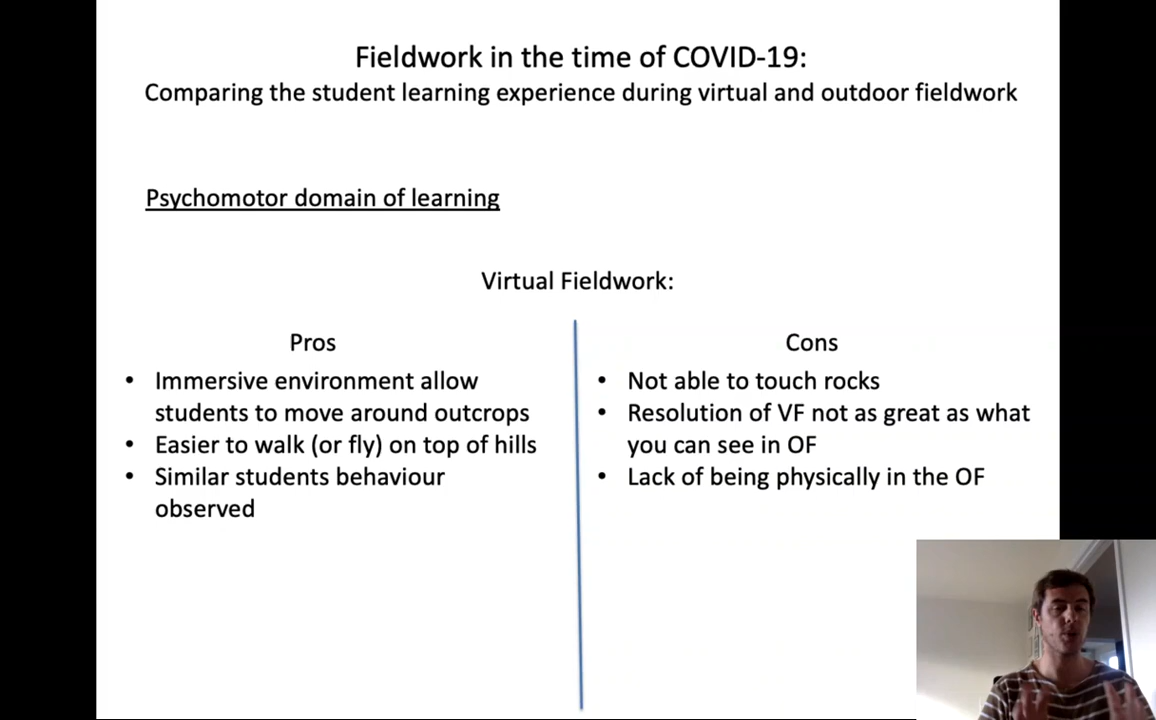 Fieldwork in the time of COVID-19:
Comparing the student learning experience during virtual and outdoor fieldwork
Psychomotor domain of learning
Virtual Fieldwork:
Pros
• Immersive environment allow
students to move around outcrops
• Easier to walk (or fly) on top of hills
• Similar students behaviour
observed
Cons
• Not able to touch rocks
• Resolution of VF not as great as what
you can see in OF
• Lack of being physically in the OF